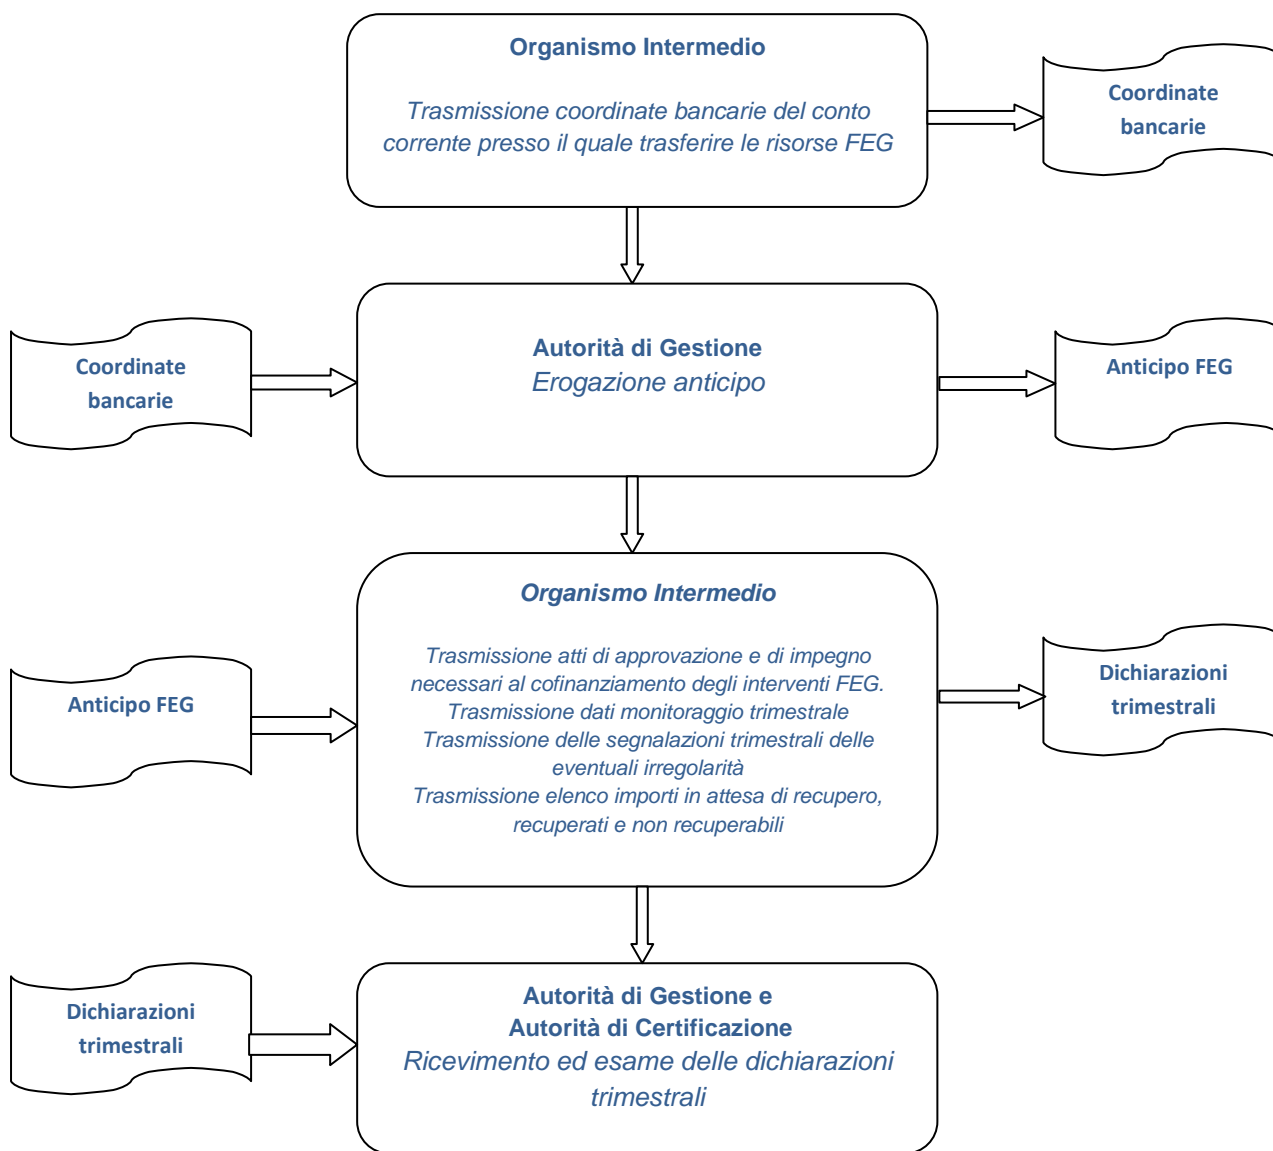 Organismo Intermedio
Trasmissione coordinate bancarie del conto
corrente presso il quale trasferire le risorse FEG
Coordinate
bancarie
Coordinate
bancarie
Autorità di Gestione
Erogazione anticipo
Anticipo FEG
Anticipo FEG
Organismo Intermedio
Trasmissione atti di approvazione e di impegno
necessari al cofinanziamento degli interventi FEG.
Trasmissione dati monitoraggio trimestrale
Trasmissione delle segnalazioni trimestrali delle
eventuali irregolarità
Trasmissione elenco importi in attesa di recupero,
recuperati e non recuperabili
Dichiarazioni
trimestrali
Dichiarazioni
trimestrali
Autorità di Gestione e
Autorità di Certificazione
Ricevimento ed esame delle dichiarazioni
trimestrali